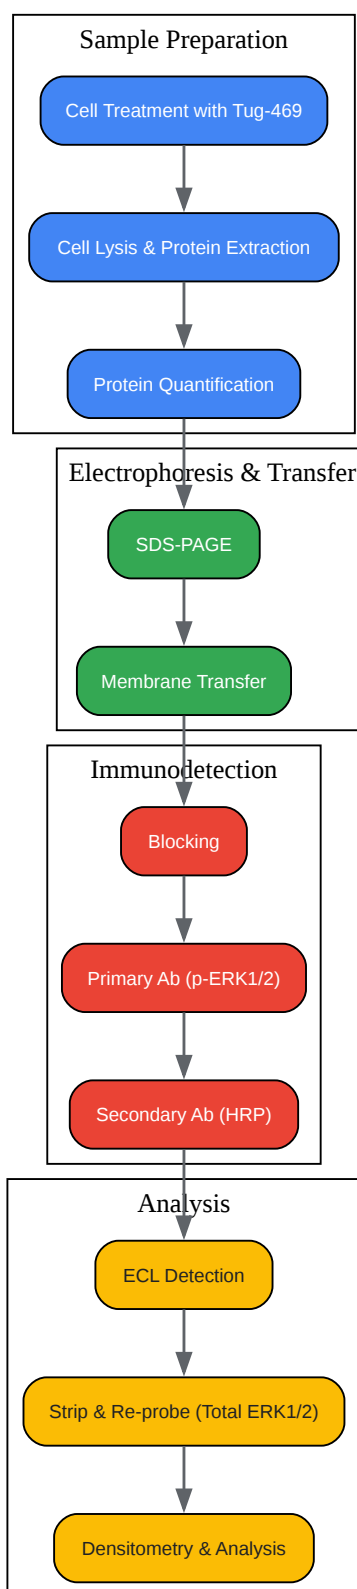 Sample Preparation
Cell Treatment with Tug-469
Cell Lysis & Protein Extraction
Protein Quantification
Electrophoresis & Transfer
SDS-PAGE
Membrane Transfer
Immunodetection
Blocking
Primary Ab (p-ERK1/2)
Secondary Ab (HRP)
Analysis
ECL Detection
Strip & Re-probe (Total ERK1/2)
Densitometry & Analysis